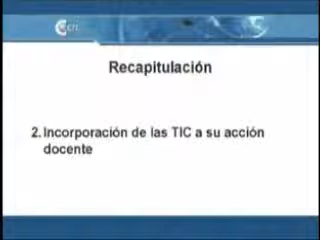 Recapitulación
2. Incorporación de las TIC a su acción
docente